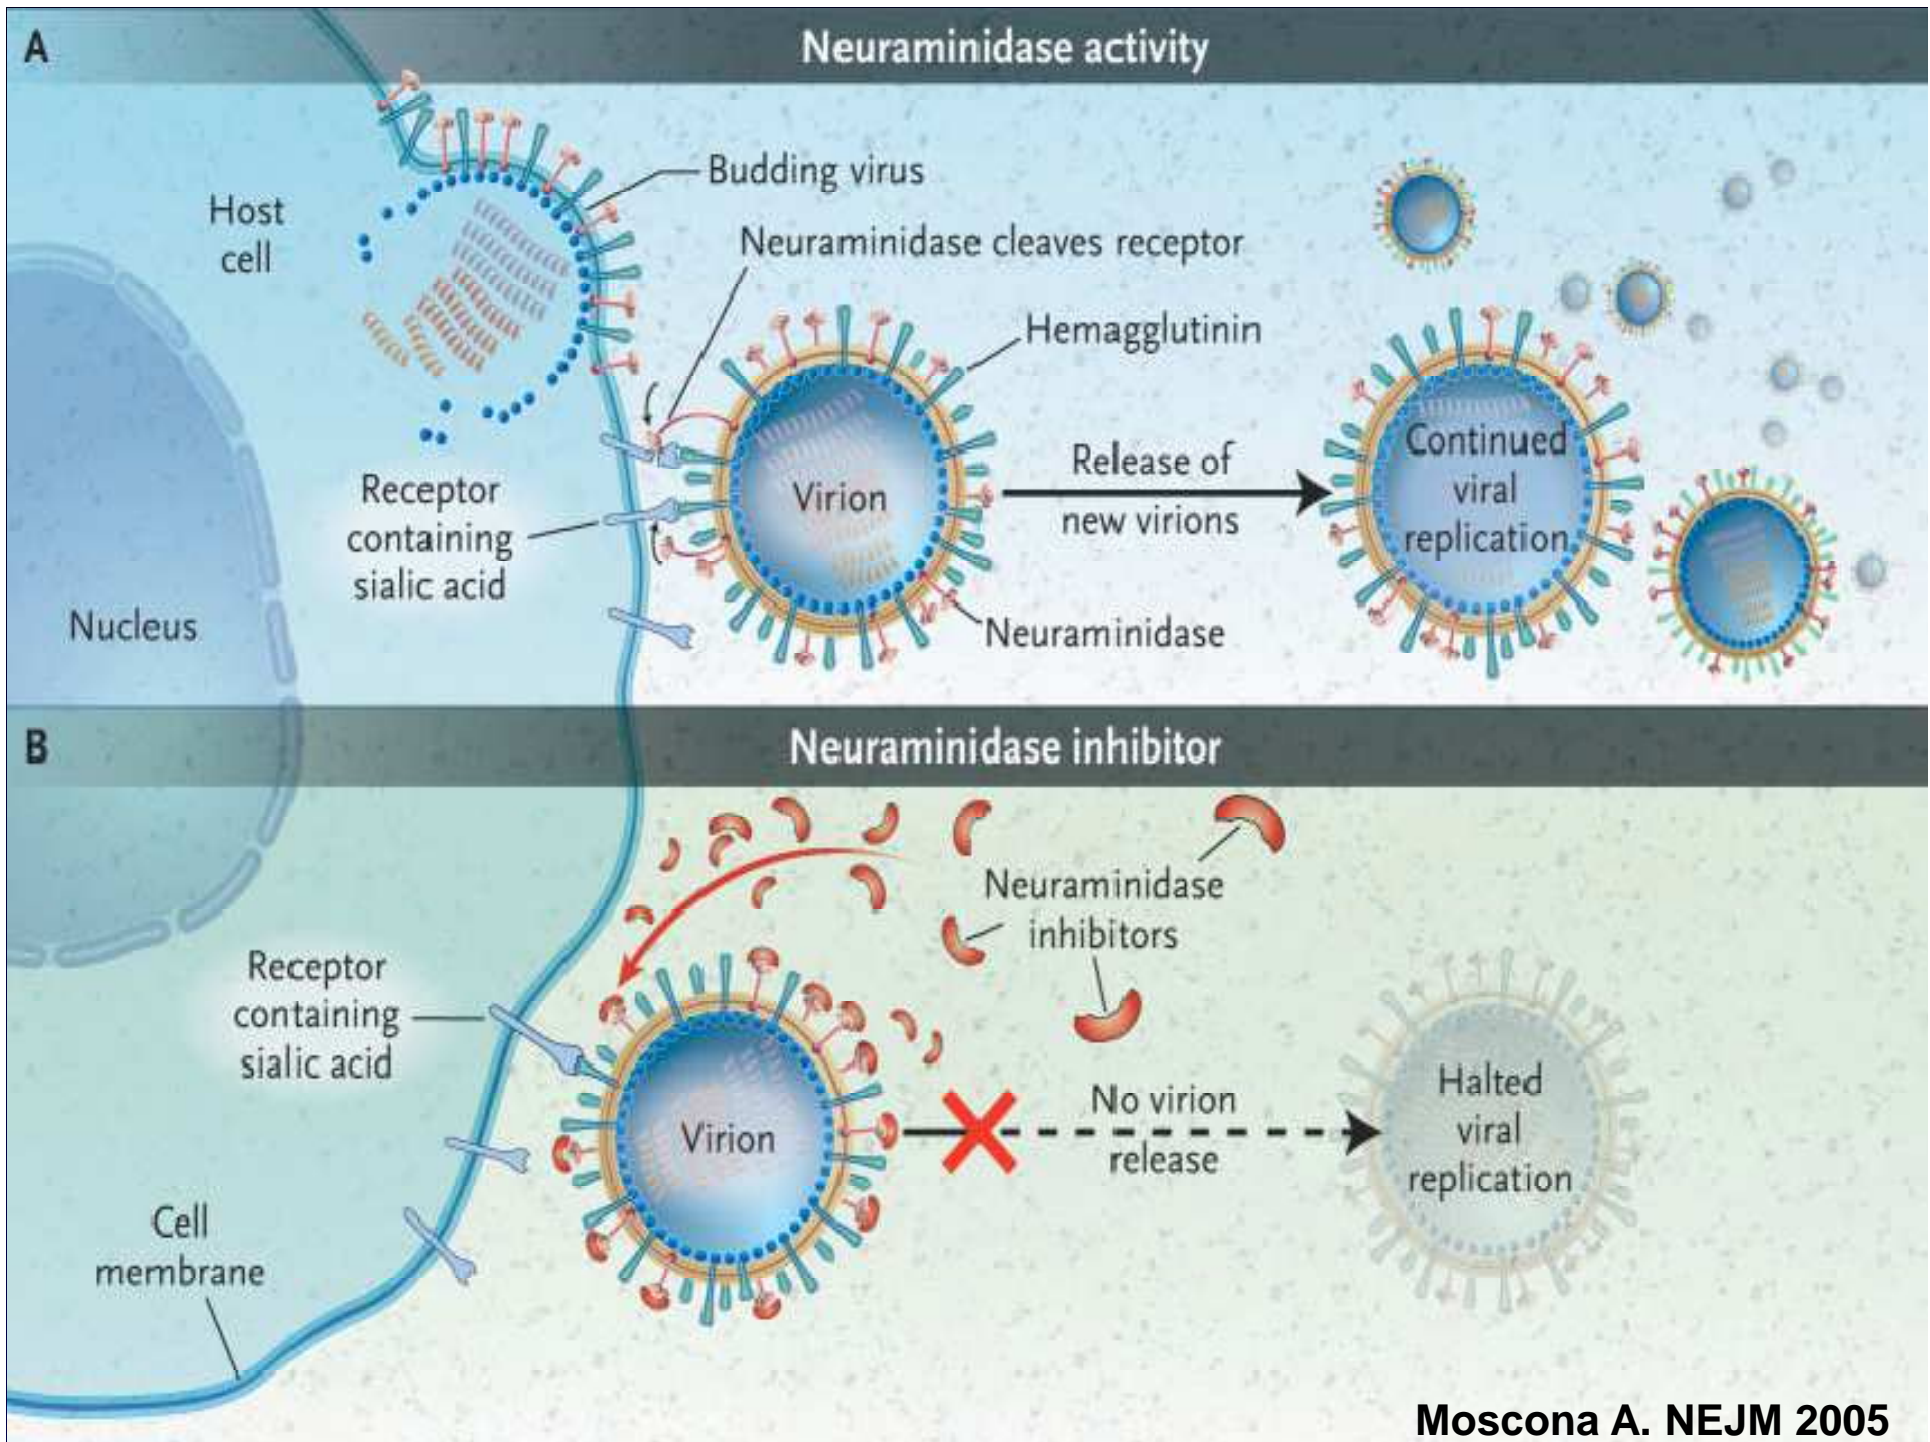 A
Neuraminidase activity
Host
cell
Budding virus
Neuraminidase cleaves receptor
Hemagglutinin
Receptor
containing
sialic acid
Virion
Release of
new virions
Continued
viral
replication
Nucleus
Neuraminidase
B
Neuraminidase inhibitor
Neuraminidase
inhibitors
Receptor
containing
sialic acid
Virion
No virion
release
Halted
viral
replication
Cell
membrane
Moscona A. NEJM 2005